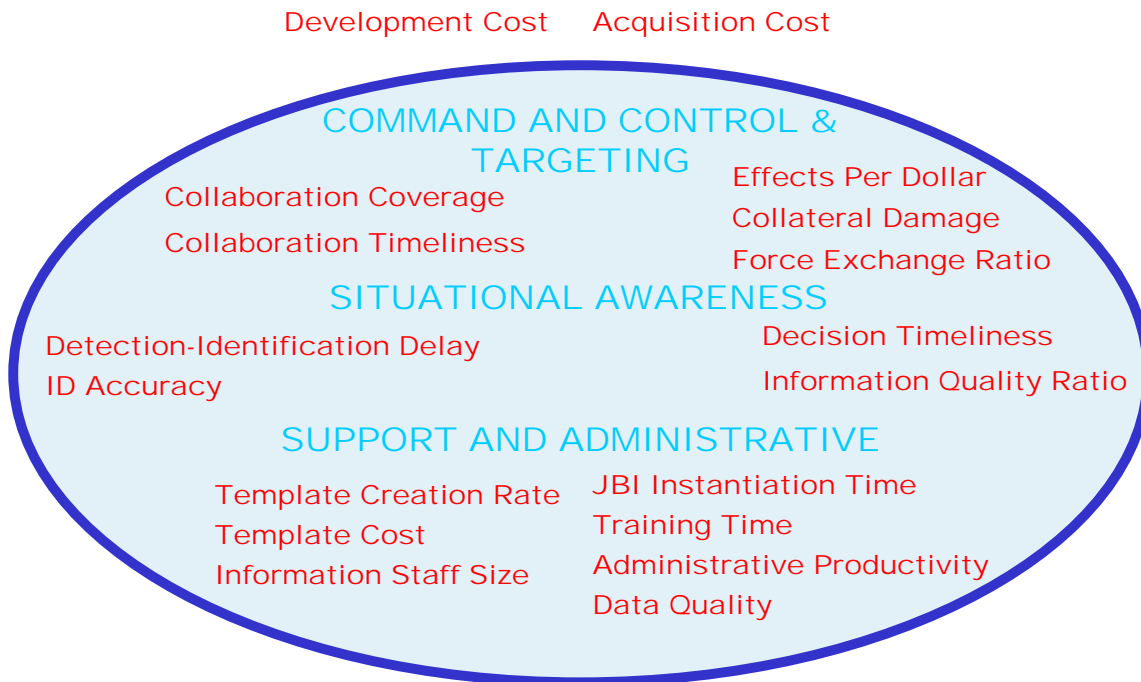 Development Cost Acquisition Cost
COMMAND AND CONTROL &
TARGETING
Collaboration Coverage
Collaboration Timeliness
Effects Per Dollar
Collateral Damage
Force Exchange Ratio
SITUATIONAL AWARENESS
Detection-Identification Delay
ID Accuracy
Decision Timeliness
Information Quality Ratio
SUPPORT AND ADMINISTRATIVE
Template Creation Rate
Template Cost
Information Staff Size
JBI Instantiation Time
Training Time
Administrative Productivity
Data Quality